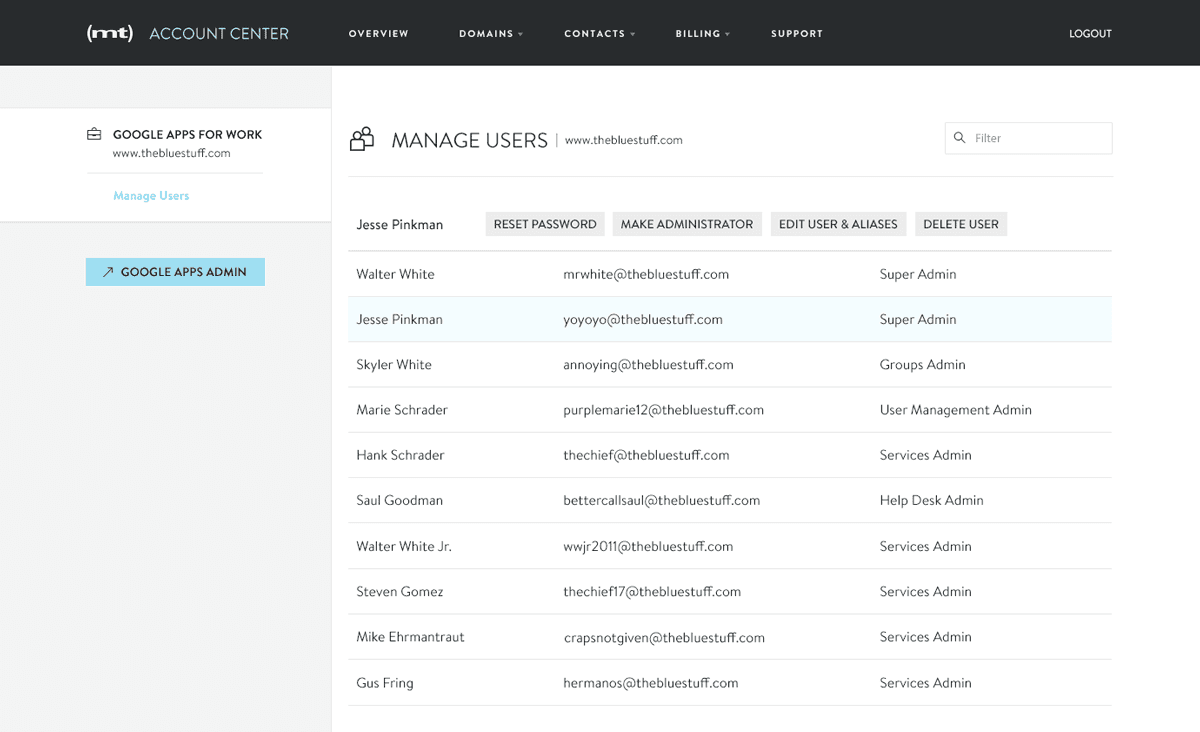 (mt) ACCOUNT CENTER OVERVIEW DOMAINS CONTACTS BILLING SUPPORT LOGOUT
GOOGLE APPS FOR WORK
www.thebluestuff.com
Manage Users
GOOGLE APPS ADMIN
MANAGE USERS | www.thebluestuff.com Filter
Jesse Pinkman RESET PASSWORD MAKE ADMINISTRATOR EDIT USER & ALIASES DELETE USER
Walter White mrwhite@thebluestuff.com Super Admin
Jesse Pinkman yoyoyo@thebluestuff.com Super Admin
Skyler White annoying@thebluestuff.com Groups Admin
Marie Schrader purplemarie12@thebluestuff.com User Management Admin
Hank Schrader thechief@thebluestuff.com Services Admin
Saul Goodman bettercallsaul@thebluestuff.com Help Desk Admin
Walter White Jr. wwjr2011@thebluestuff.com Services Admin
Steven Gomez thechief17@thebluestuff.com Services Admin
Mike Ehrmantraut crapsnotgiven@thebluestuff.com Services Admin
Gus Fring hermanos@thebluestuff.com Services Admin